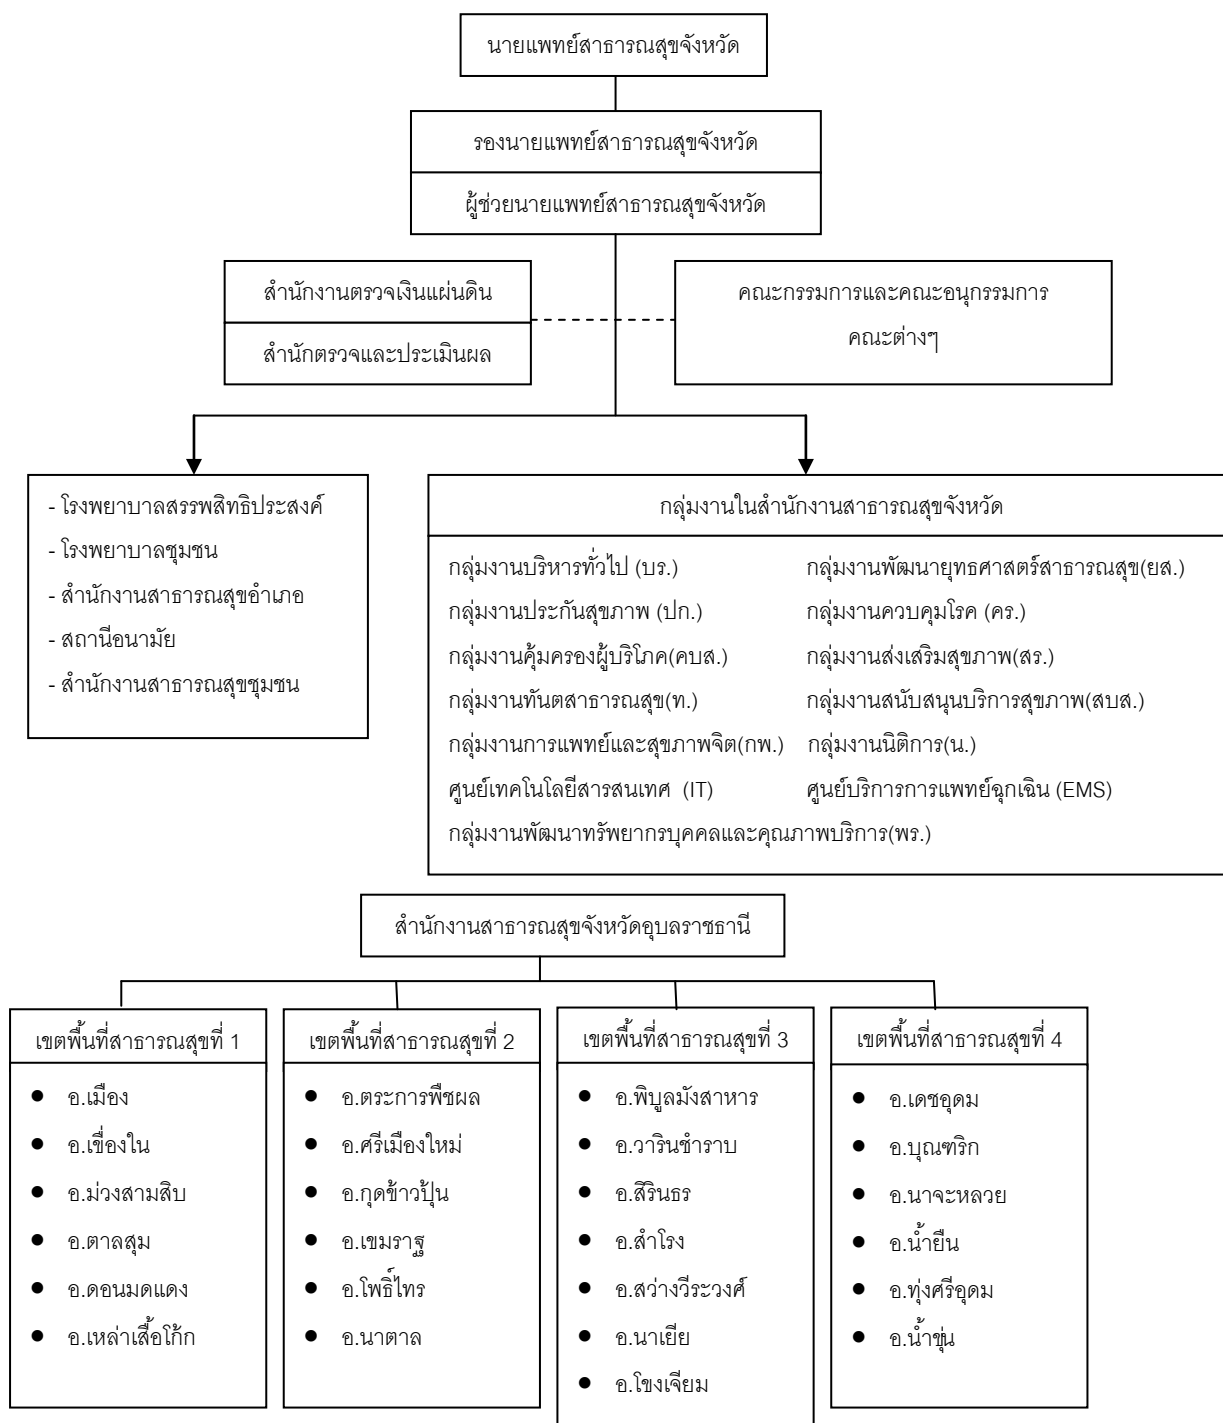 นายแพทย์สาธารณสุขจังหวัด
รองนายแพทย์สาธารณสุขจังหวัด
ผู้ช่วยนายแพทย์สาธารณสุขจังหวัด
สำนักงานตรวจเงินแผ่นดิน
สำนักตรวจและประเมินผล
คณะกรรมการและคณะอนุกรรมการ
คณะต่างๆ
- โรงพยาบาลสรรพสิทธิประสงค์
- โรงพยาบาลชุมชน
- สำนักงานสาธารณสุขอำเภอ
- สถานีอนามัย
- สำนักงานสาธารณสุขชุมชน
กลุ่มงานในสำนักงานสาธารณสุขจังหวัด
กลุ่มงานบริหารทั่วไป (บร.) กลุ่มงานพัฒนายุทธศาสตร์สาธารณสุข(ยส.)
กลุ่มงานประกันสุขภาพ (ปก.) กลุ่มงานควบคุมโรค (คร.)
กลุ่มงานคุ้มครองผู้บริโภค(คบส.) กลุ่มงานส่งเสริมสุขภาพ(สร.)
กลุ่มงานทันตสาธารณสุข(ท.) กลุ่มงานสนับสนุนบริการสุขภาพ(สบส.)
กลุ่มงานการแพทย์และสุขภาพจิต(กพ.) กลุ่มงานนิติการ(น.)
ศูนย์เทคโนโลยีสารสนเทศ (IT) ศูนย์บริการการแพทย์ฉุกเฉิน (EMS)
กลุ่มงานพัฒนาทรัพยากรบุคคลและคุณภาพบริการ(พร.)
สำนักงานสาธารณสุขจังหวัดอุบลราชธานี
เขตพื้นที่สาธารณสุขที่ 1
● อ.เมือง
● อ.เขื่องใน
● อ.ม่วงสามสิบ
● อ.ตาลสุม
● อ.ดอนมดแดง
● อ.เหล่าเสื้อโก้ก
เขตพื้นที่สาธารณสุขที่ 2
● อ.ตระการพืชผล
● อ.ศรีเมืองใหม่
● อ.กุดข้าวปุ้น
● อ.เขมราฐ
● อ.โพธิ์ไทร
● อ.นาตาล
เขตพื้นที่สาธารณสุขที่ 3
● อ.พิบูลมังสาหาร
● อ.วารินชำราบ
● อ.สิรินธร
● อ.สำโรง
● อ.สว่างวีระวงศ์
● อ.นาเยีย
● อ.โขงเจียม
เขตพื้นที่สาธารณสุขที่ 4
● อ.เดชอุดม
● อ.บุณฑริก
● อ.นาจะหลวย
● อ.น้ำยืน
● อ.ทุ่งศรีอุดม
● อ.น้ำขุ่น